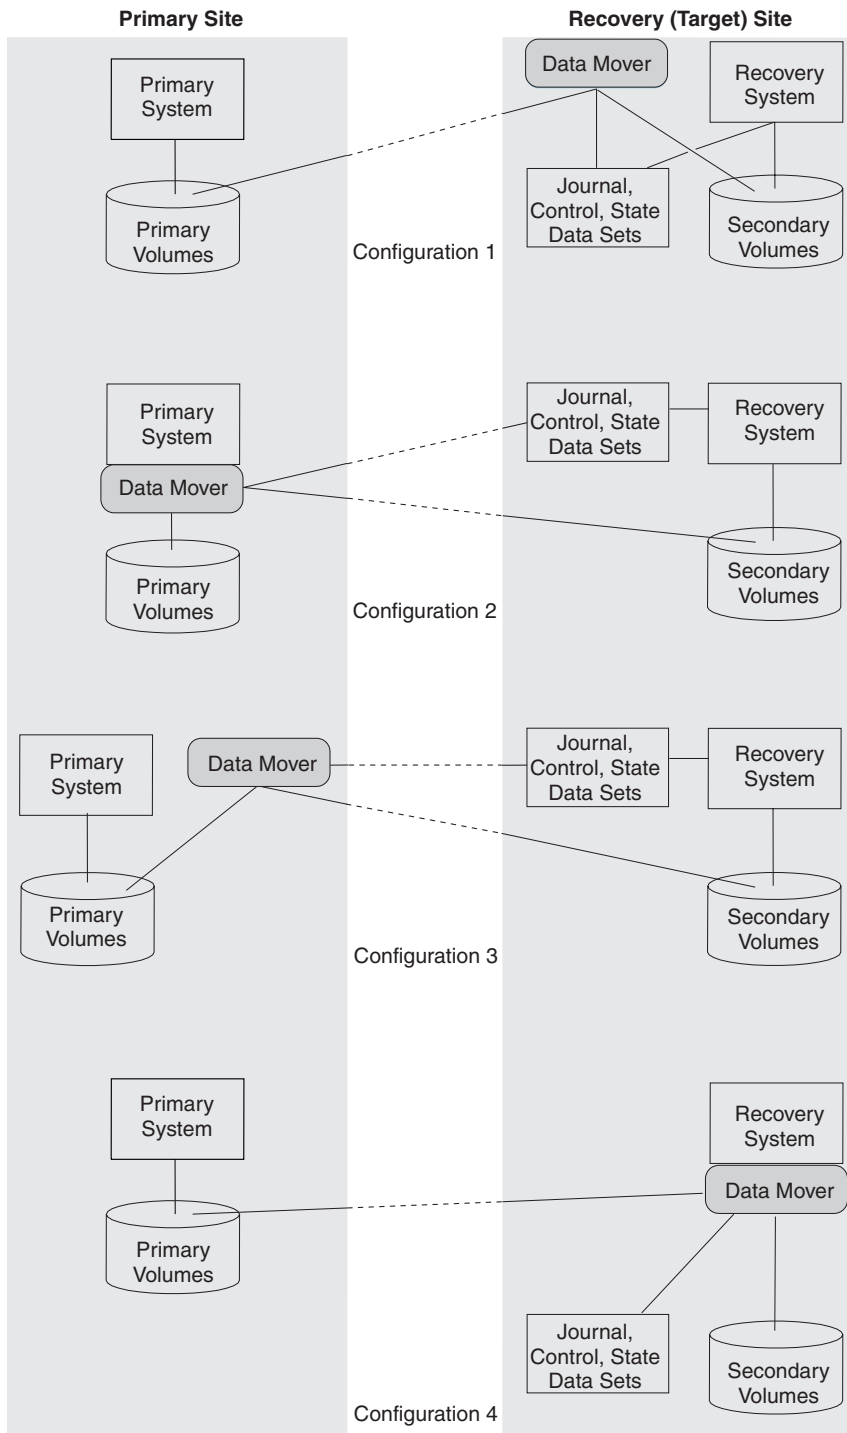 Primary Site
Recovery (Target) Site
Primary
System
Data Mover
Recovery
System
Primary
Volumes
Journal,
Control, State
Data Sets
Secondary
Volumes
Configuration 1
Primary
System
Data Mover
Primary
Volumes
Journal,
Control, State
Data Sets
Recovery
System
Secondary
Volumes
Configuration 2
Primary
System
Data Mover
Primary
Volumes
Journal,
Control, State
Data Sets
Recovery
System
Secondary
Volumes
Configuration 3
Primary
System
Primary
Volumes
Recovery
System
Data Mover
Journal,
Control, State
Data Sets
Secondary
Volumes
Configuration 4